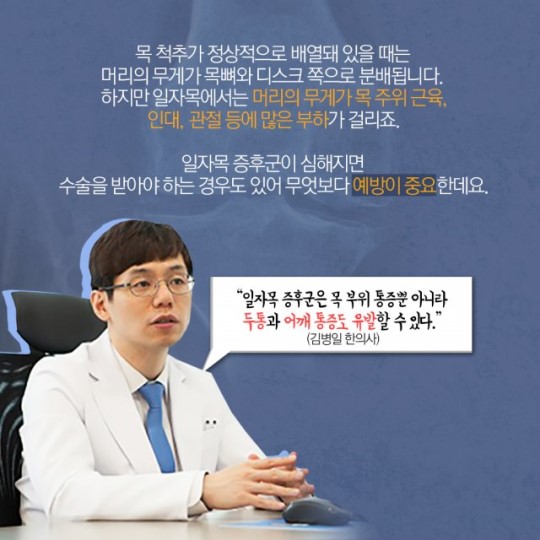 목 척추가 정상적으로 배열돼 있을 때는
머리의 무게가 목뼈와 디스크 쪽으로 분배됩니다.
하지만 일자목에서는 머리의 무게가 목 주위 근육,
인대, 관절 등에 많은 부하가 걸리죠.
일자목 증후군이 심해지면
수술을 받아야 하는 경우도 있어 무엇보다 예방이 중요한데요.
“일자목 증후군은 목 부위 통증뿐 아니라
두통과 어깨 통증도 유발할 수 있다.”
(김병일 한의사)